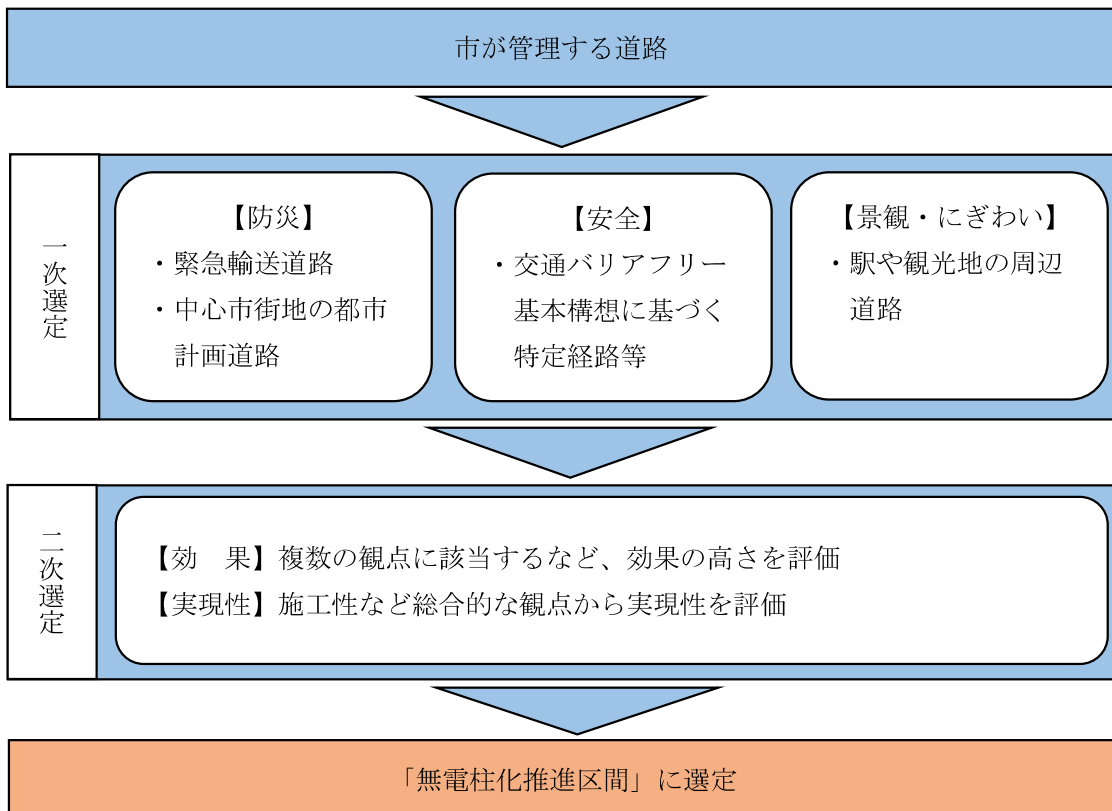 市が管理する道路
一次選定
【防災】
・緊急輸送道路
・中心市街地の都市
計画道路
【安全】
・交通バリアフリー
基本構想に基づく
特定経路等
【景観・にぎわい】
・駅や観光地の周辺
道路
二次選定
【効　果】複数の観点に該当するなど、効果の高さを評価
【実現性】施工性など総合的な観点から実現性を評価
「無電柱化推進区間」に選定